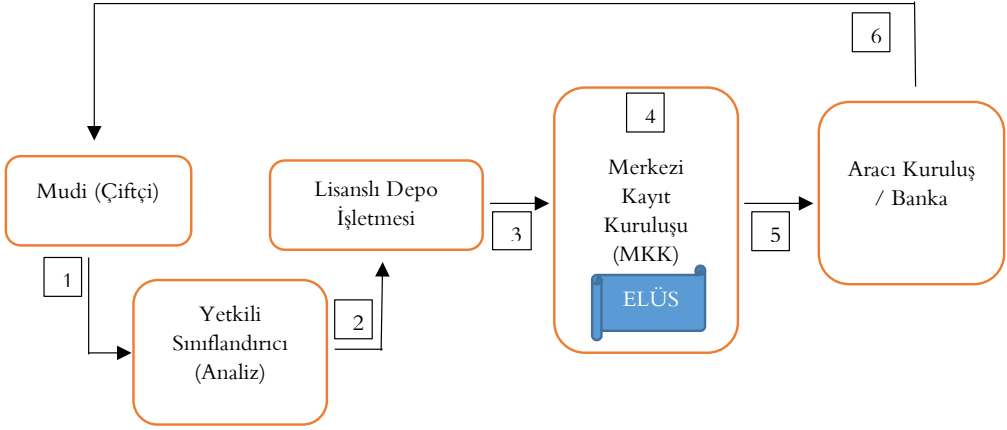 6
4
Mudi (Çiftçi)
Lisanslı Depo
İşletmesi
Merkezi
Kayıt
Kuruluşu
(MKK)
ELÜS
Aracı Kuruluş
/ Banka
1
2
3
5
Yetkili
Sınıflandırıcı
(Analiz)